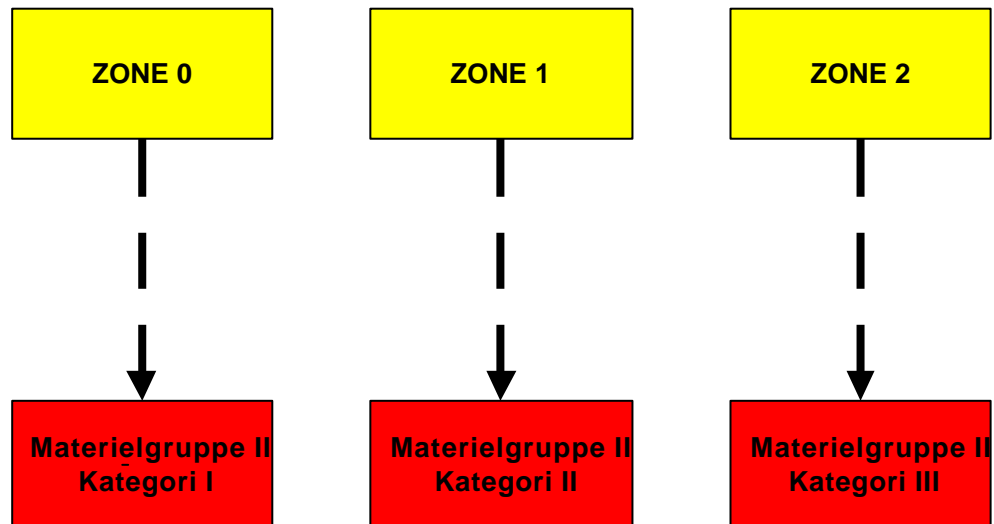 ZONE 0
ZONE 1
ZONE 2
Materielgruppe II
Kategori I
Materielgruppe II
Kategori II
Materielgruppe II
Kategori III